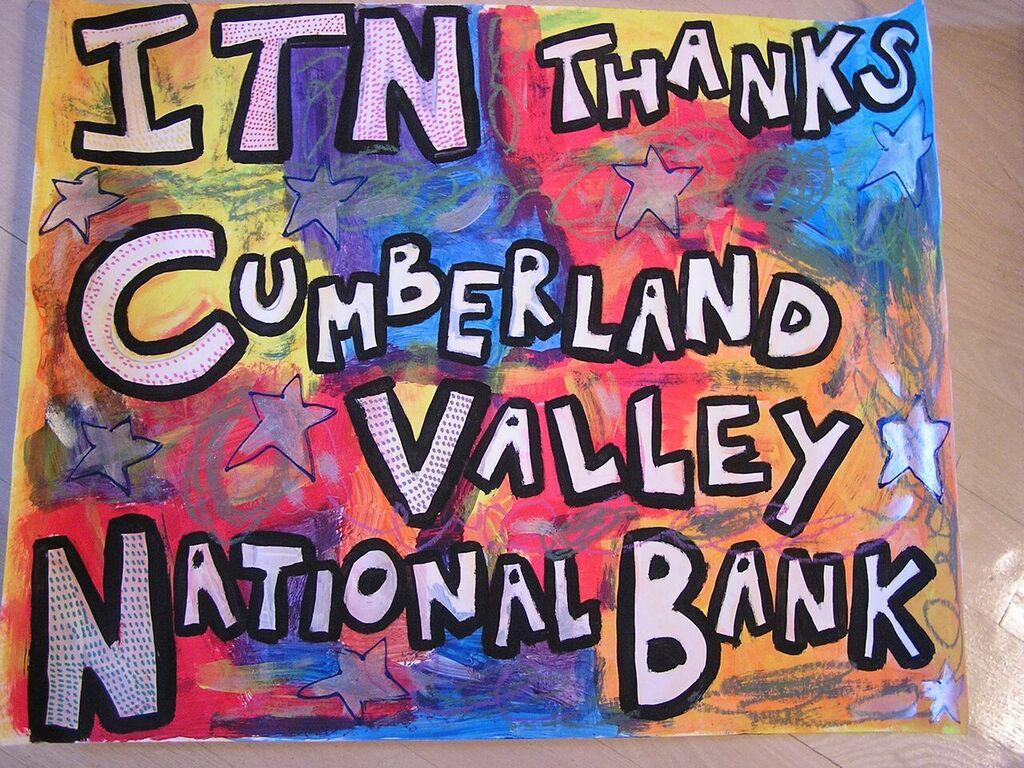 ITN THANKS
CUMBERLAND
VALLEY
NATIONAL BANK